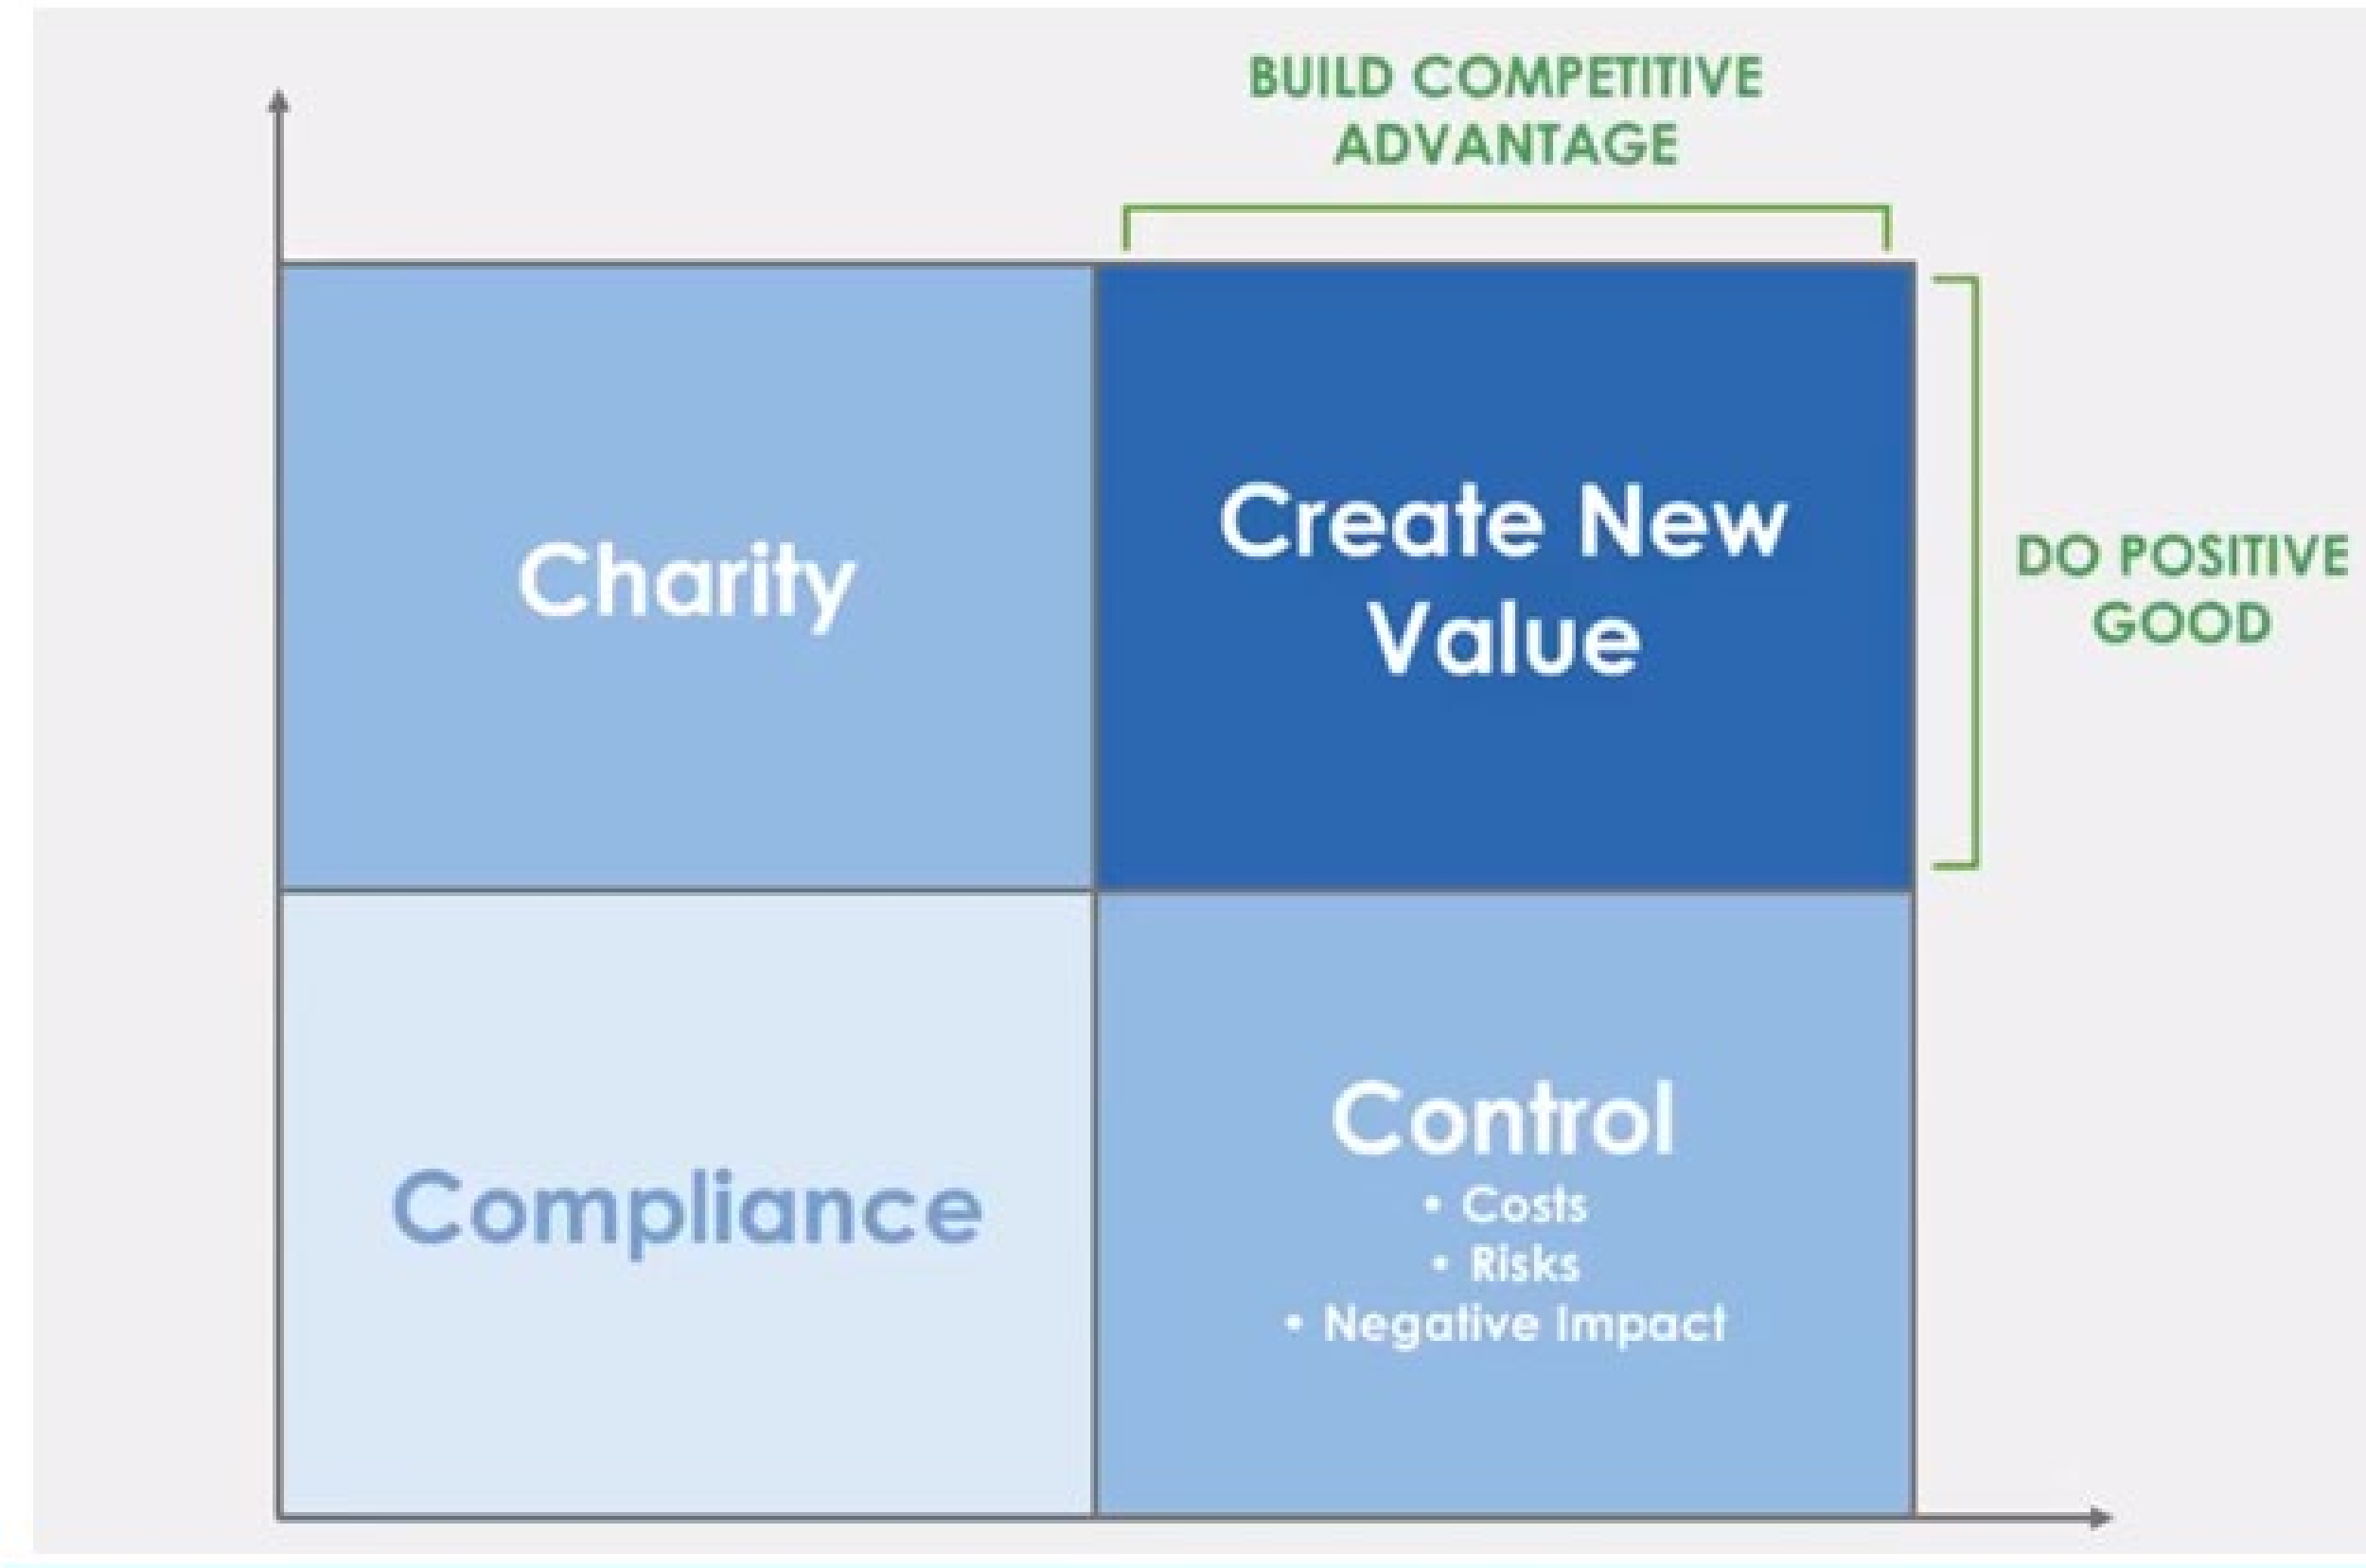 BUILD COMPETITIVE
ADVANTAGE
Charity
Create New
Value
DO POSITIVE
GOOD
Compliance
Control
• Costs
• Risks
• Negative Impact